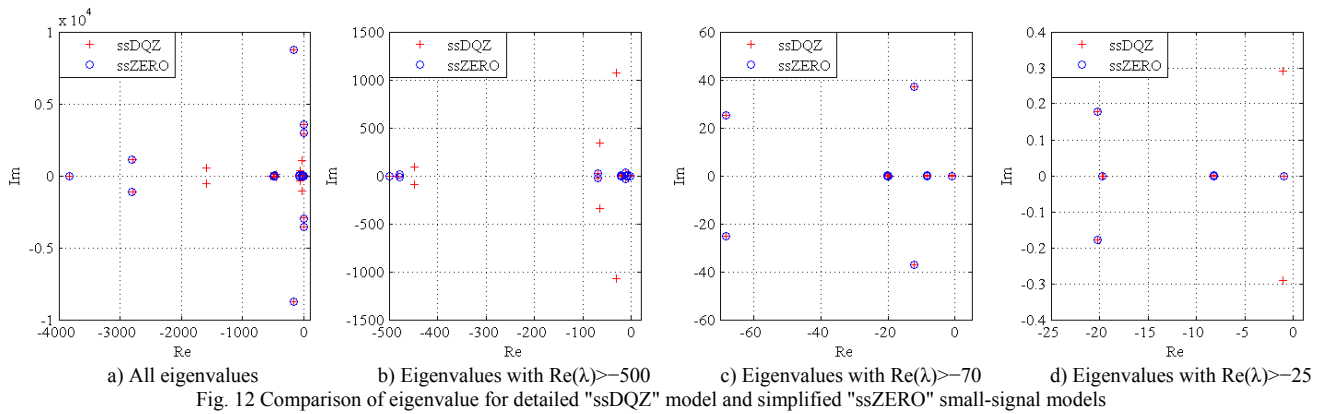 x 10⁴
1
0.5
0
-0.5
-1
Im
-4000 -3000 -2000 -1000 0
Re
ssDQZ
ssZERO
a) All eigenvalues
1500
1000
500
0
-500
-1000
-1500
Im
-500 -400 -300 -200 -100 0
Re
ssDQZ
ssZERO
b) Eigenvalues with Re(λ)>−500
60
40
20
0
-20
-40
-60
Im
-60 -40 -20 0
Re
ssDQZ
ssZERO
c) Eigenvalues with Re(λ)>−70
0.4
0.3
0.2
0.1
0
-0.1
-0.2
-0.3
-0.4
Im
-25 -20 -15 -10 -5 0
Re
ssDQZ
ssZERO
d) Eigenvalues with Re(λ)>−25
Fig. 12 Comparison of eigenvalue for detailed "ssDQZ" model and simplified "ssZERO" small-signal models